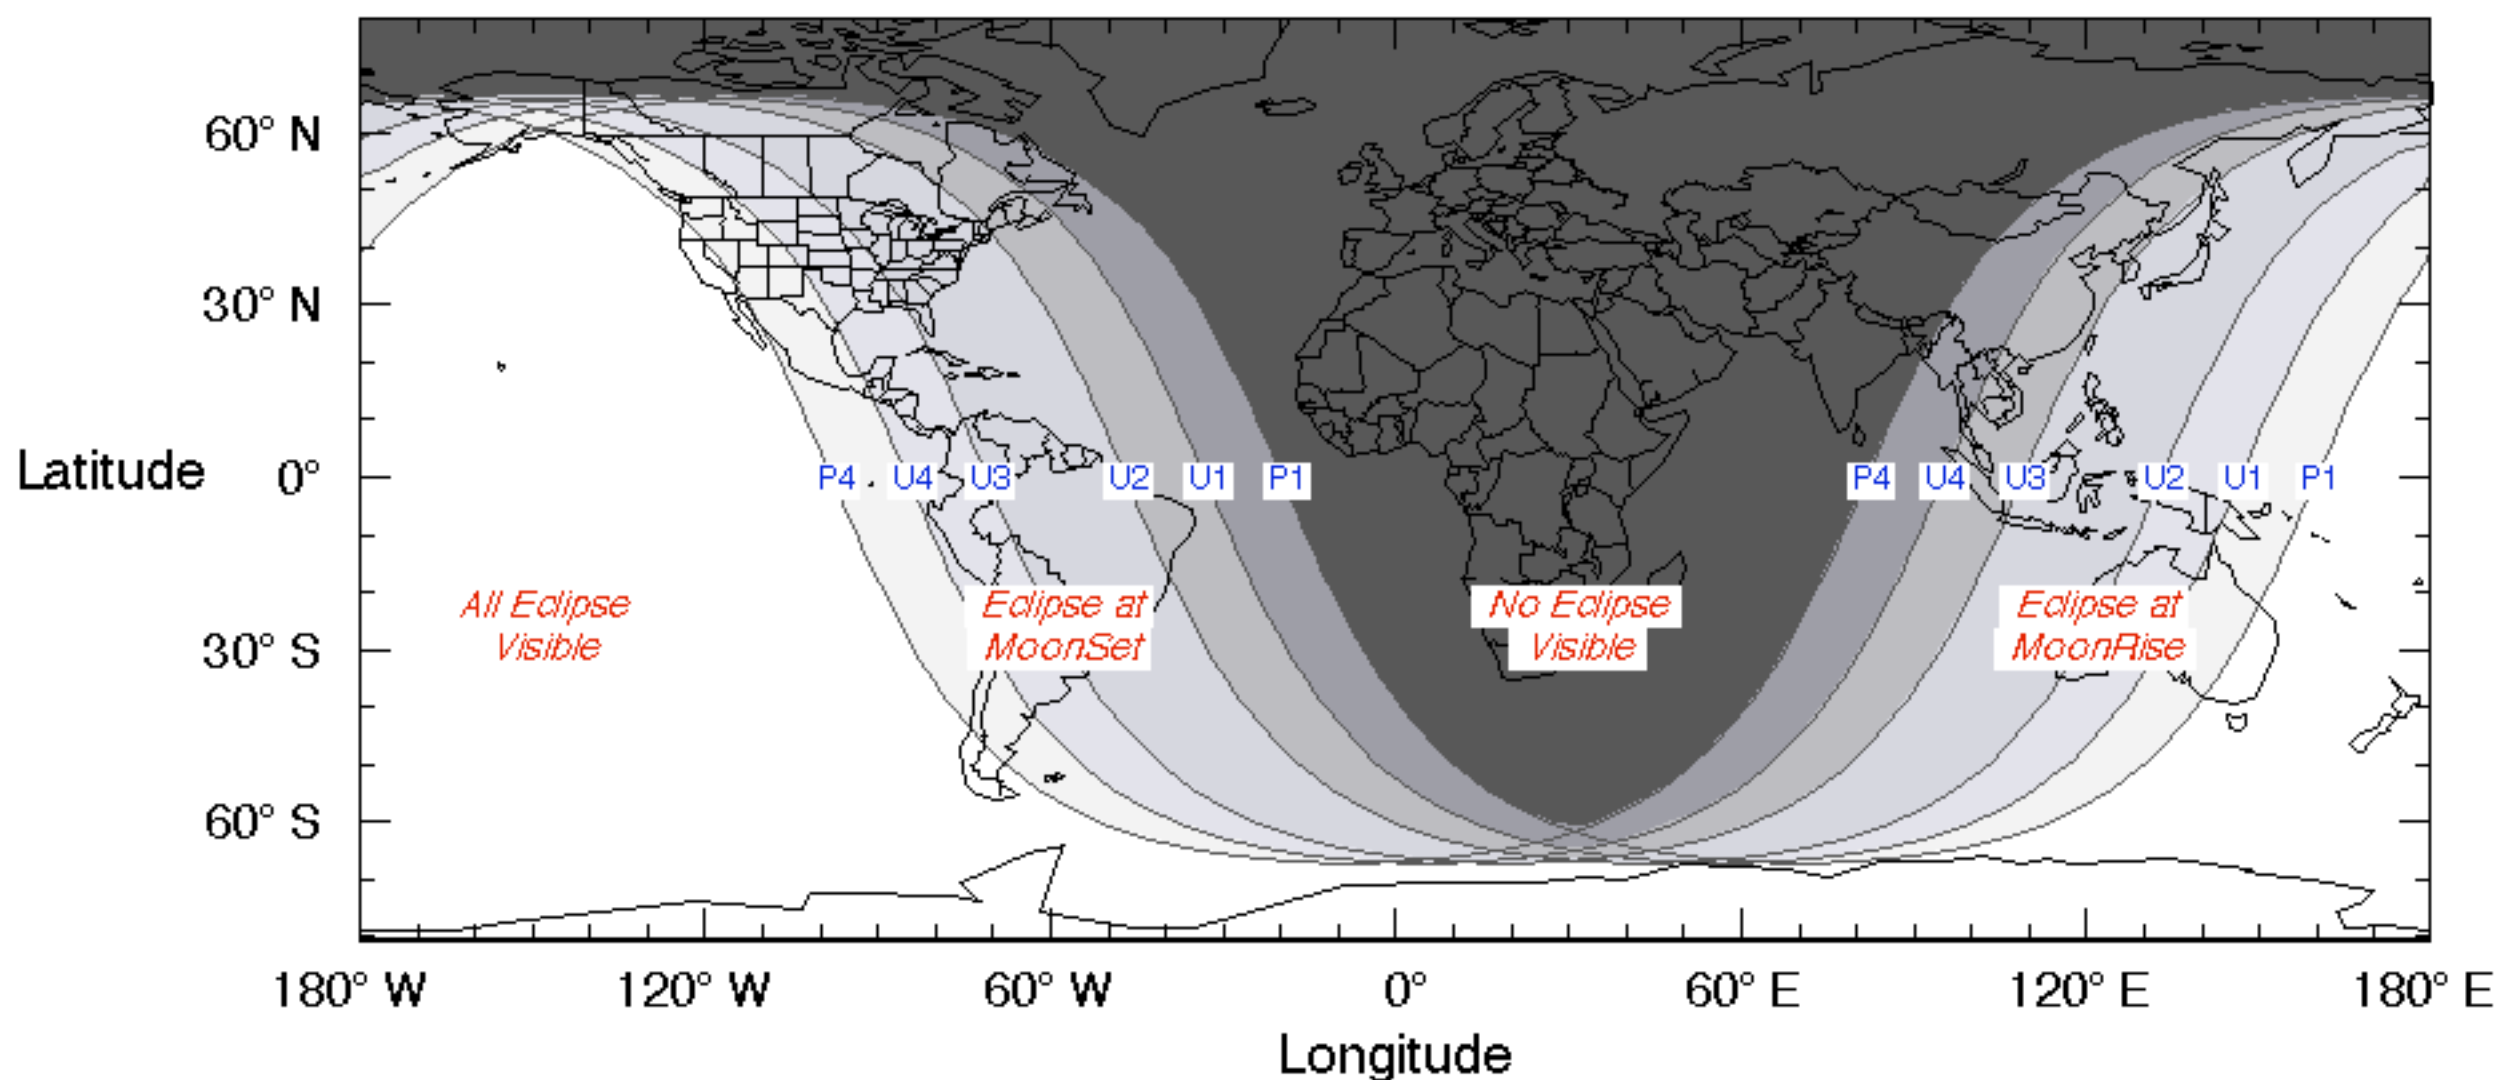 60° N
30° N
Latitude 0°
P4 U4 U3 U2 U1 P1 P4 U4 U3 U2 U1 P1
All Eclipse
Visible
Eclipse at
MoonSet
No Eclipse
Visible
Eclipse at
MoonRise
30° S
60° S
180° W 120° W 60° W 0° 60° E 120° E 180° E
Longitude